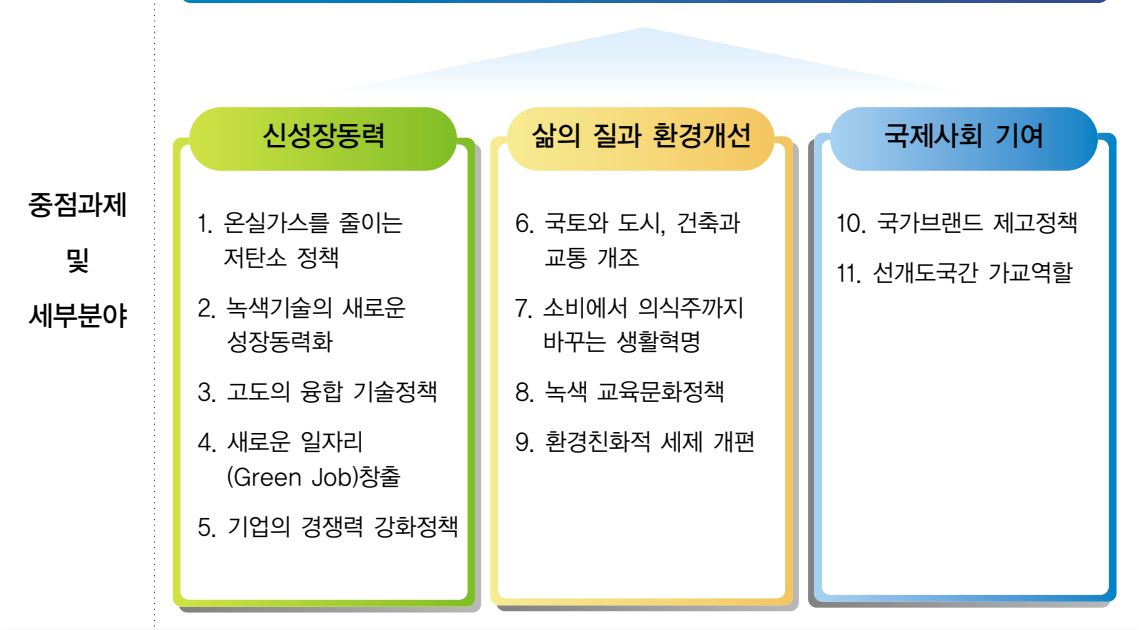 중점과제
및
세부분야
신성장동력
1. 온실가스를 줄이는
저탄소 정책
2. 녹색기술의 새로운
성장동력화
3. 고도의 융합 기술정책
4. 새로운 일자리
(Green Job)창출
5. 기업의 경쟁력 강화정책
삶의 질과 환경개선
6. 국토와 도시, 건축과
교통 개조
7. 소비에서 의식주까지
바꾸는 생활혁명
8. 녹색 교육문화정책
9. 환경친화적 세제 개편
국제사회 기여
10. 국가브랜드 제고정책
11. 선개도국간 가교역할